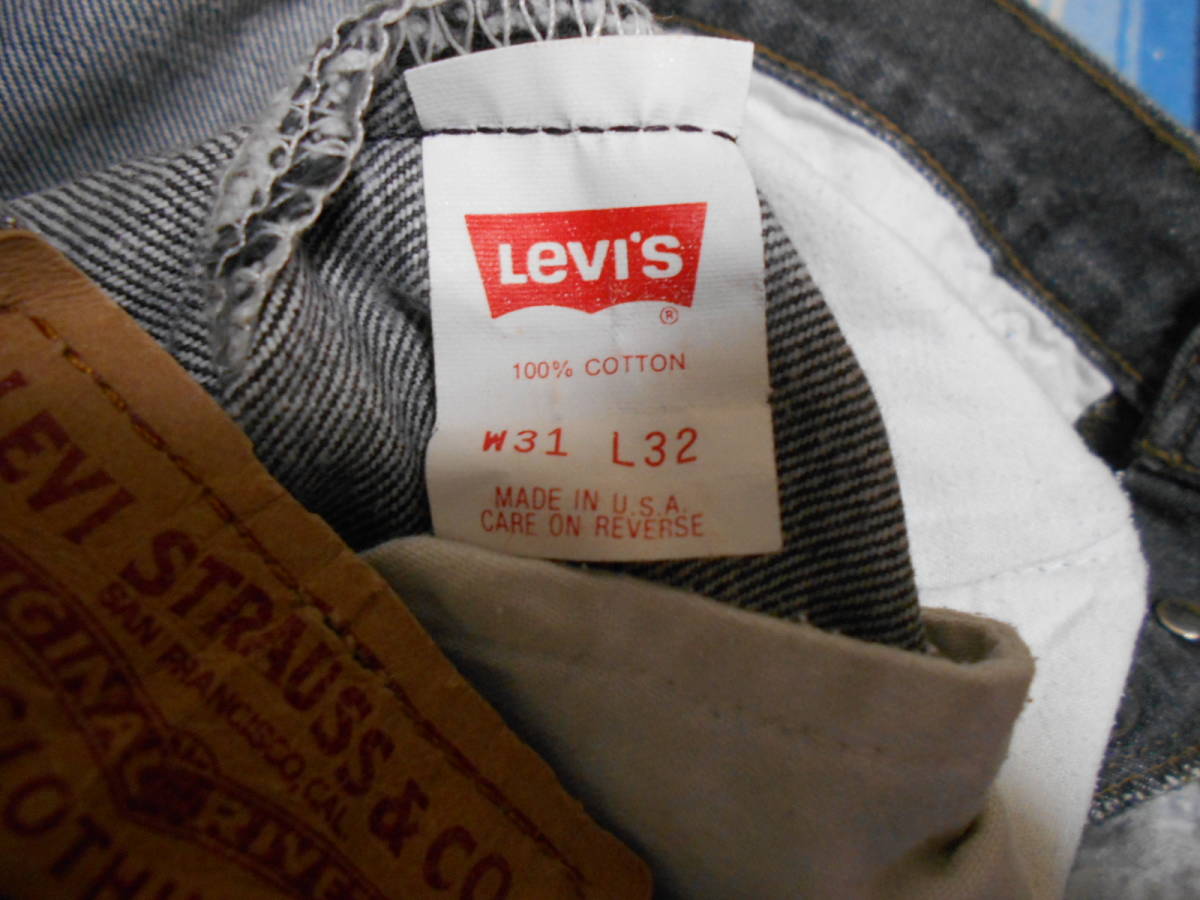 LEVI'S
®
100% COTTON
W31 L32
MADE IN U.S.A.
CARE ON REVERSE
LEVI STRAUSS & CO
SAN FRANCISCO, CAL.